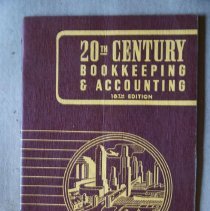 20TH CENTURY
BOOKKEEPING
& ACCOUNTING
18TH EDITION